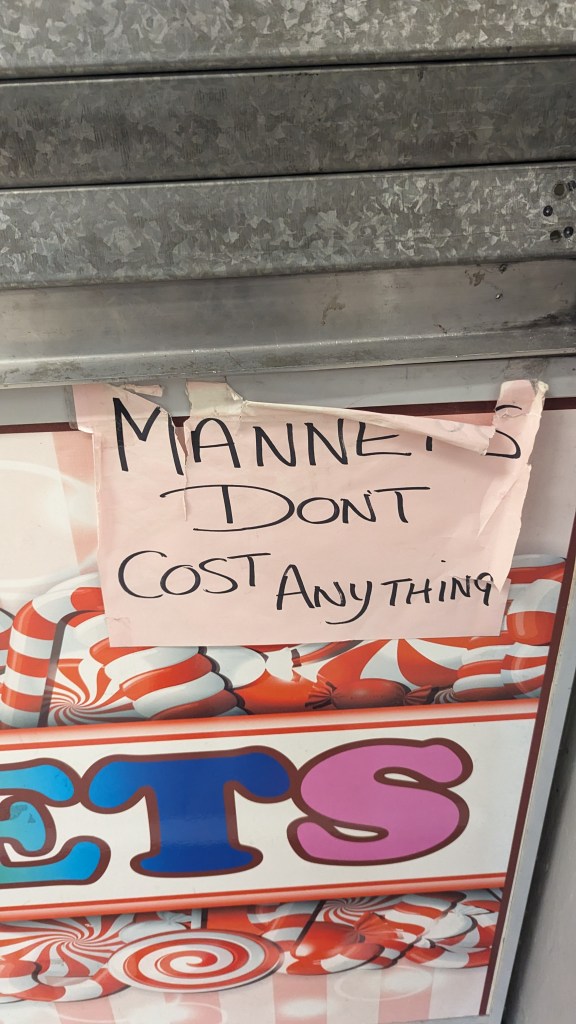 MANNERS
DONT
COST ANYTHING
ETS